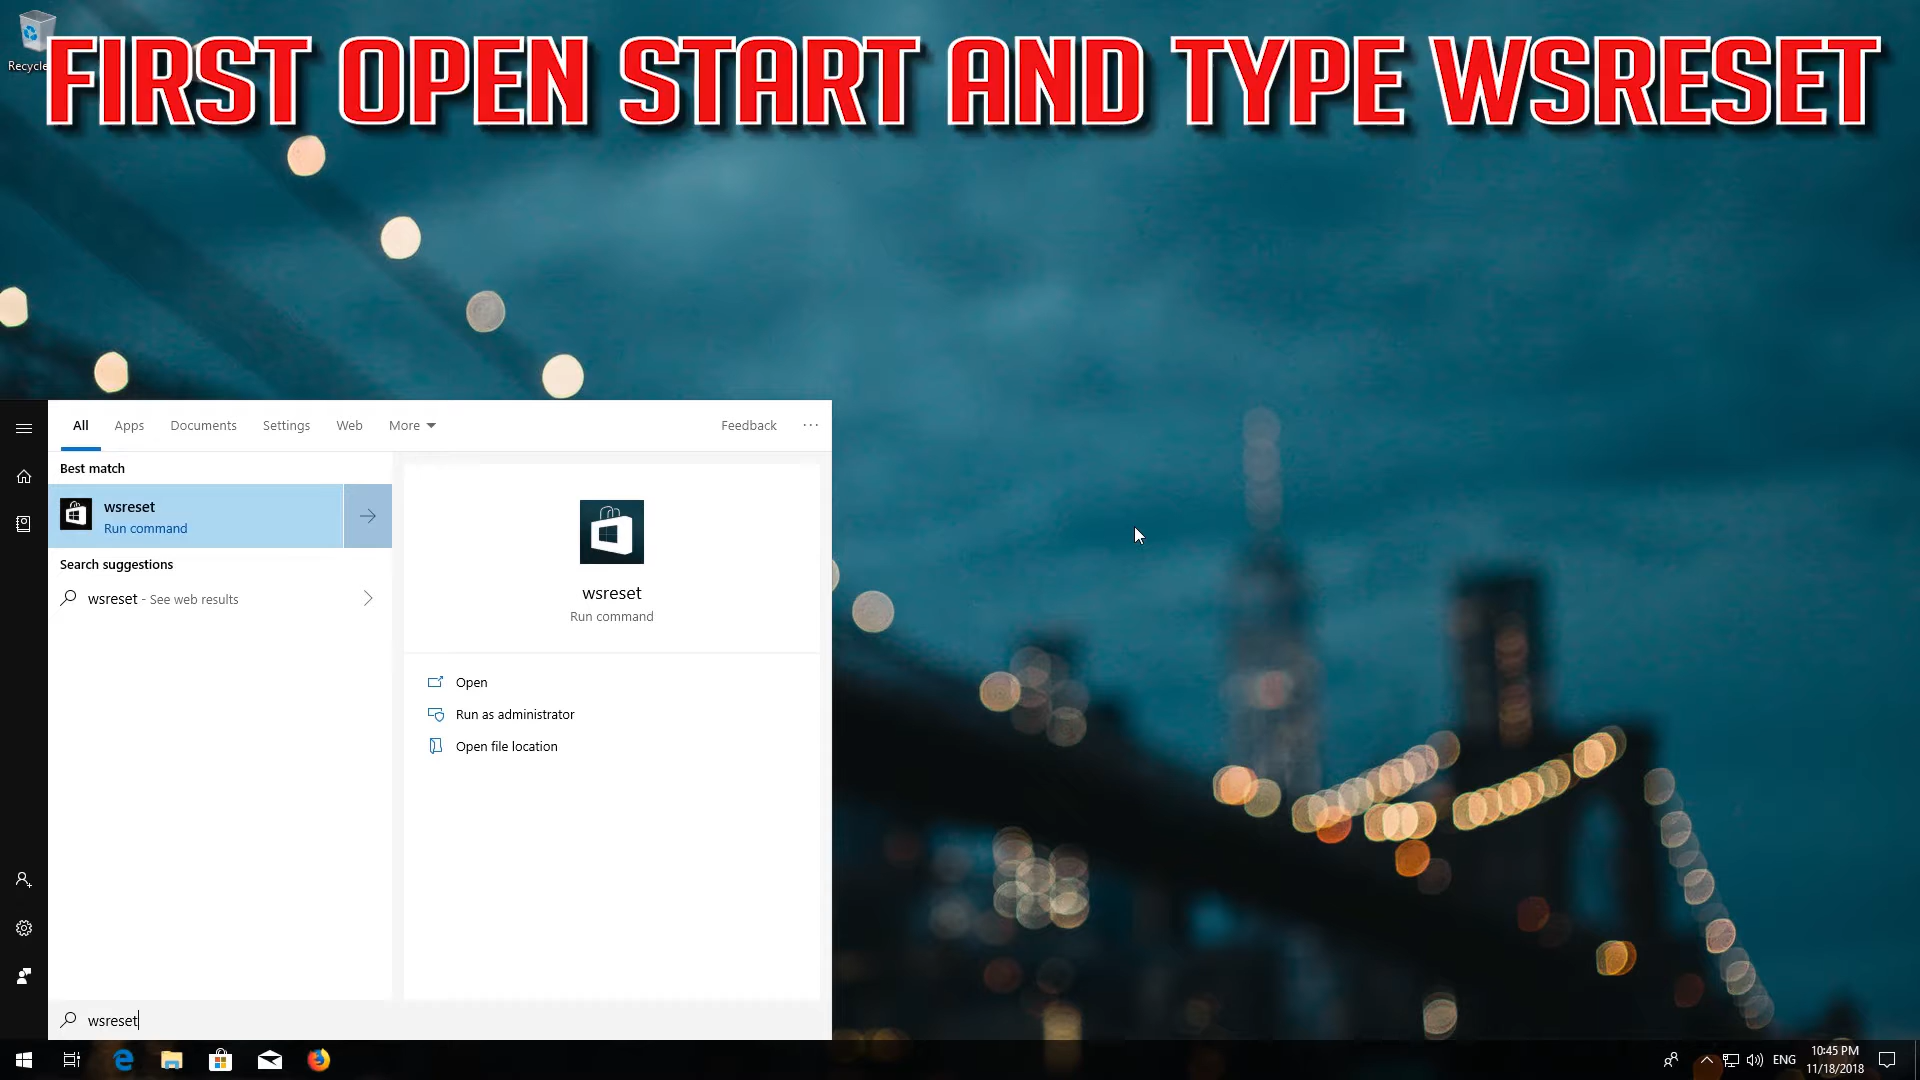 FIRST OPEN START AND TYPE WSRESET
Recycle
All Apps Documents Settings Web More Feedback ...
Best match
wsreset
Run command
Search suggestions
wsreset - See web results
wsreset
Run command
Open
Run as administrator
Open file location
wsreset
ENG
10:45 PM
11/18/2018